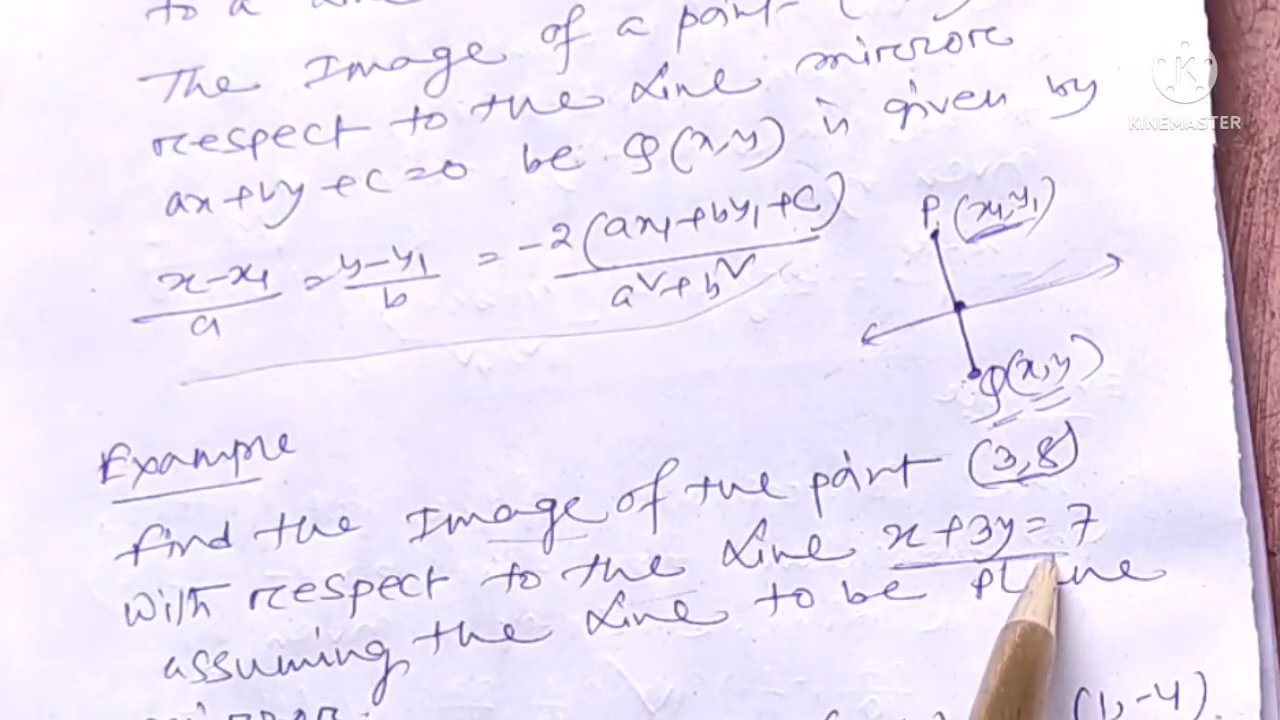 to a Line
The Image of a point (
respect to the Line mirror
ax+by+c=0 be Q(x,y) is given by
x-x₁/a = y-y₁/b = -2(ax₁+by₁+c)/a²+b²
P(x₁,y₁)
Q(x,y)
Example
find the Image of the point (3,8)
with respect to the Line x+3y=7
assuming the Line to be
(1,-4).
KINEMASTER